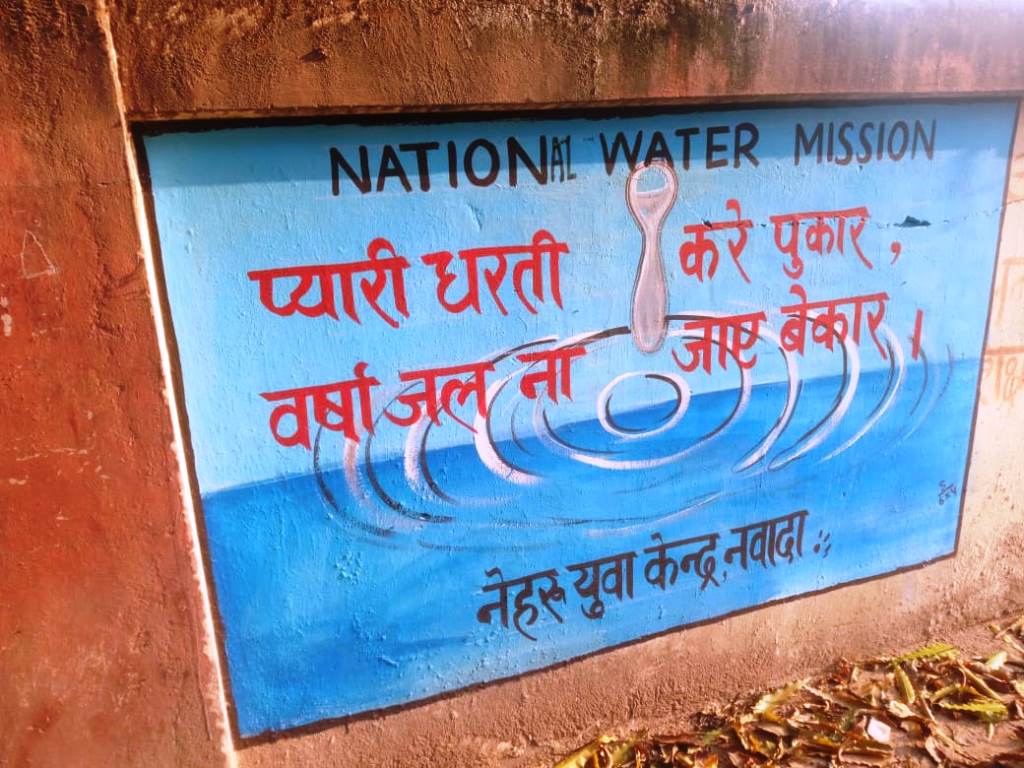 NATIONAL WATER MISSION
प्यारी धरती करे पुकार,
वर्षा जल ना जाए बेकार।
नेहरू युवा केन्द्र, नवादा